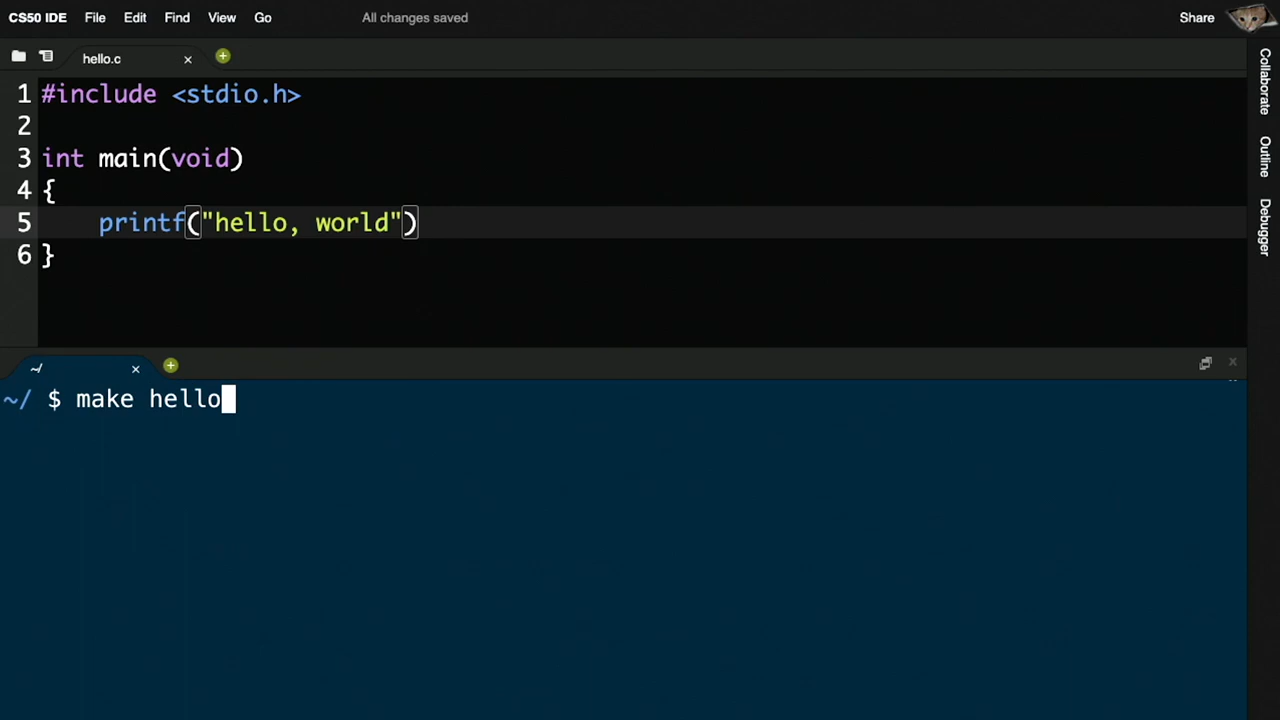 CS50 IDE File Edit Find View Go All changes saved Share
hello.c
1 #include <stdio.h>
2
3 int main(void)
4 {
5     printf("hello, world")
6 }
~/
~/ $ make hello
Collaborate
Outline
Debugger